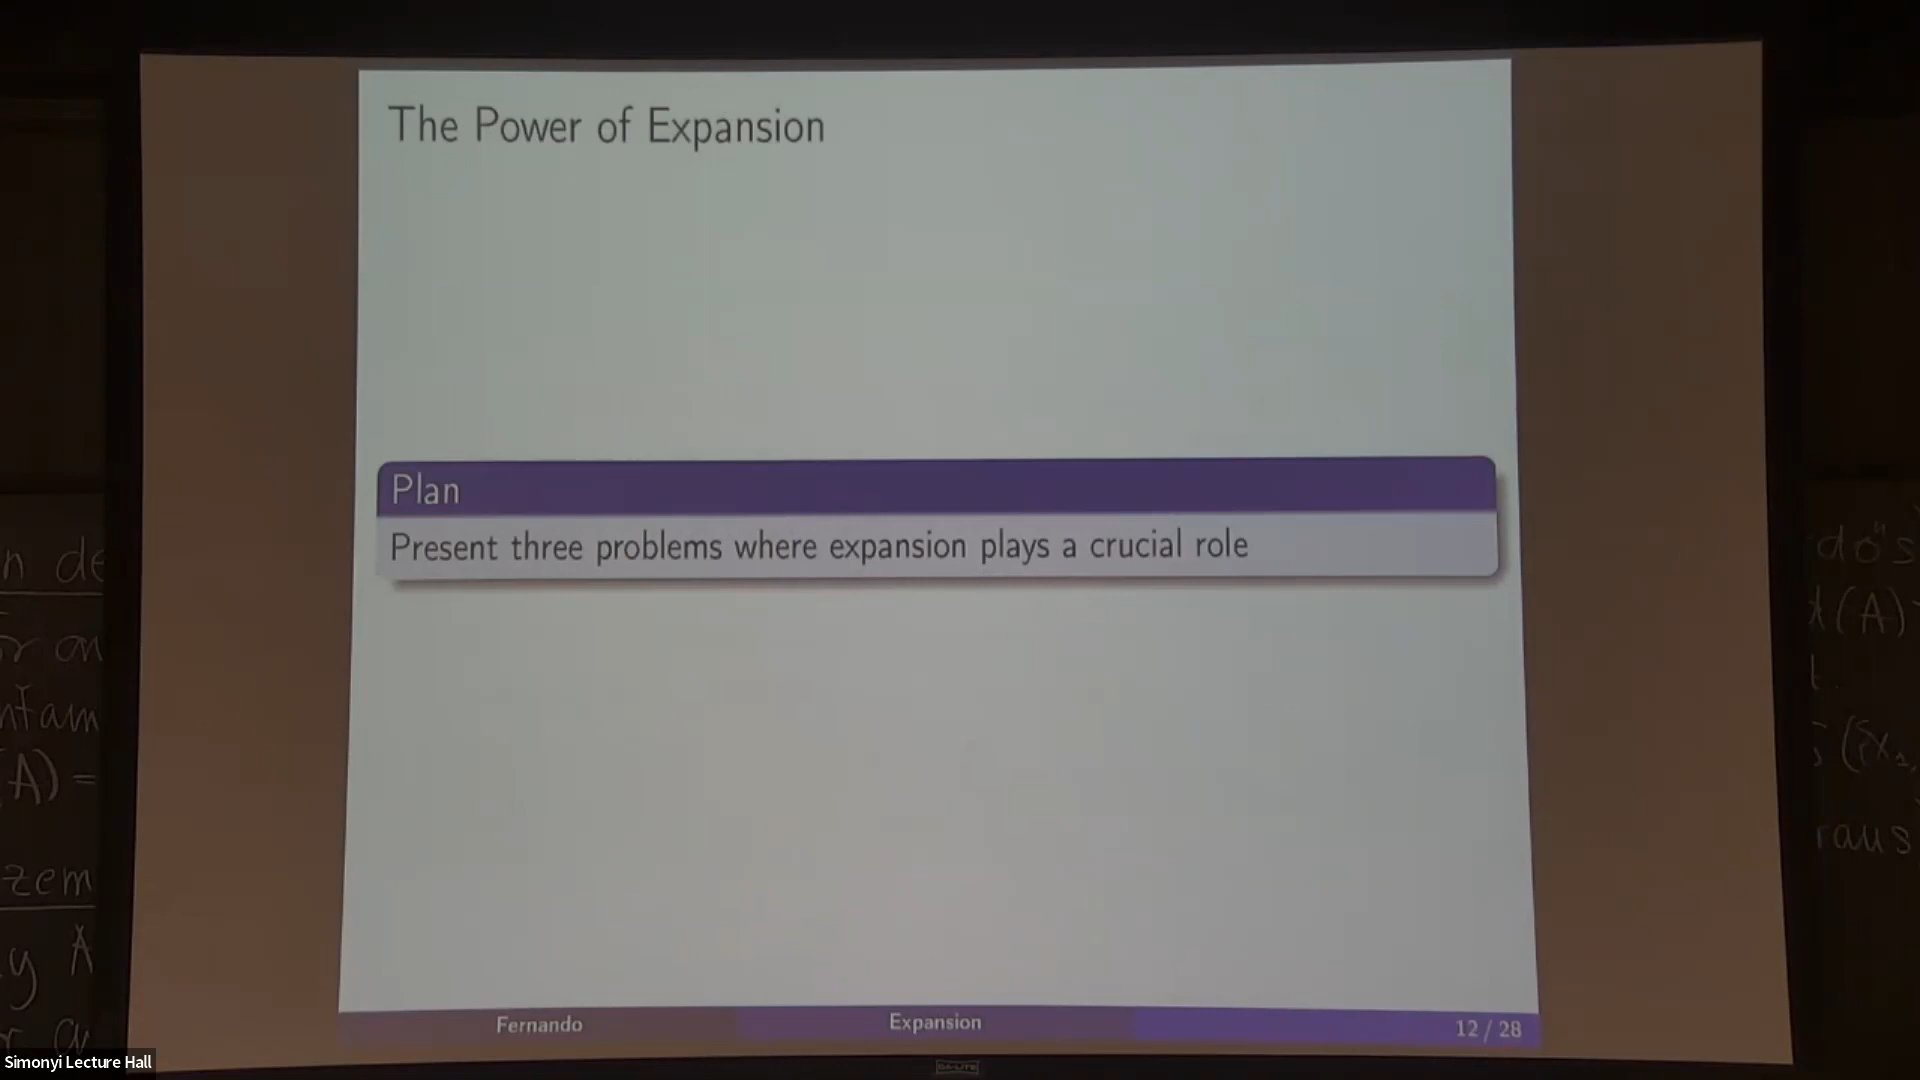 The Power of Expansion
Plan
Present three problems where expansion plays a crucial role
Fernando
Expansion
12 / 28
Simonyi Lecture Hall